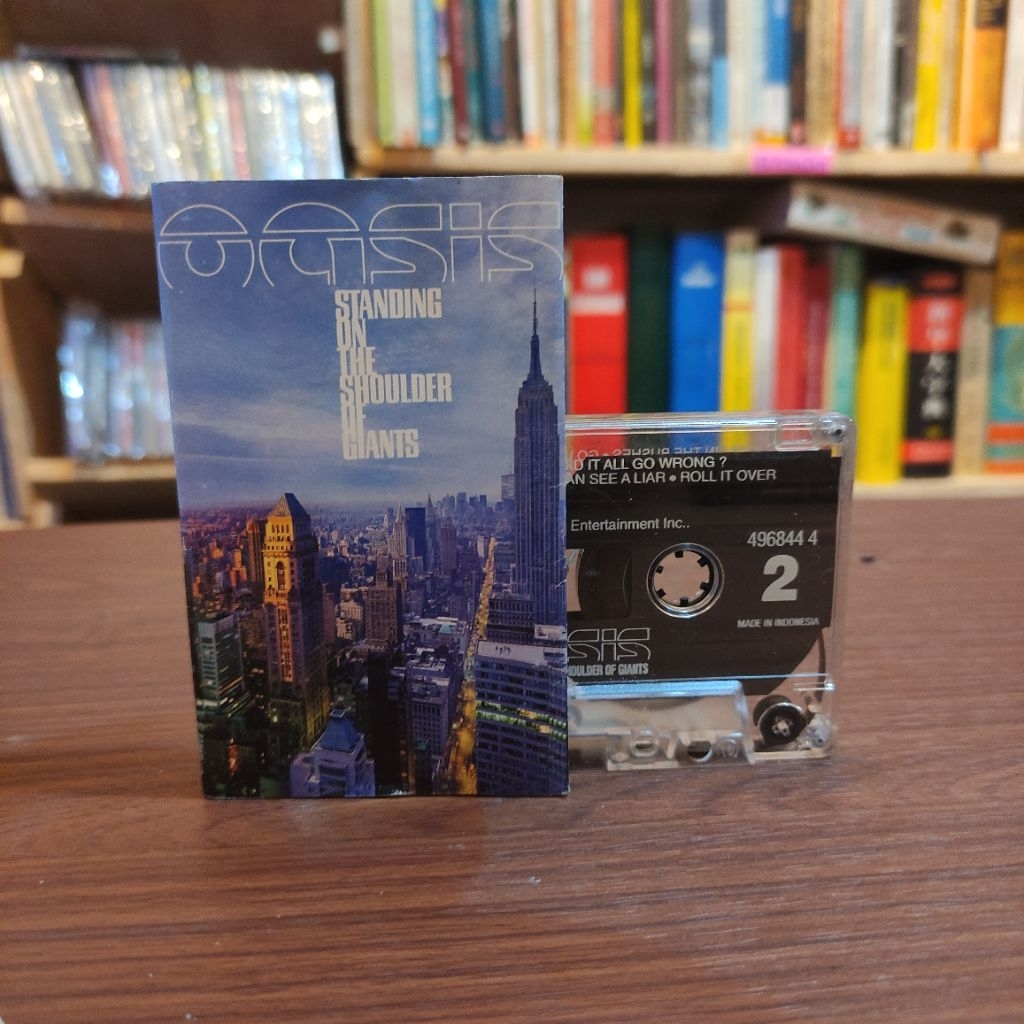 oasis
STANDING
ON
THE
SHOULDER
OF
GIANTS
D IT ALL GO WRONG ?
AN SEE A LIAR • ROLL IT OVER
Entertainment Inc..
496844 4
2
MADE IN INDONESIA
SIS
HOULDER OF GIANTS